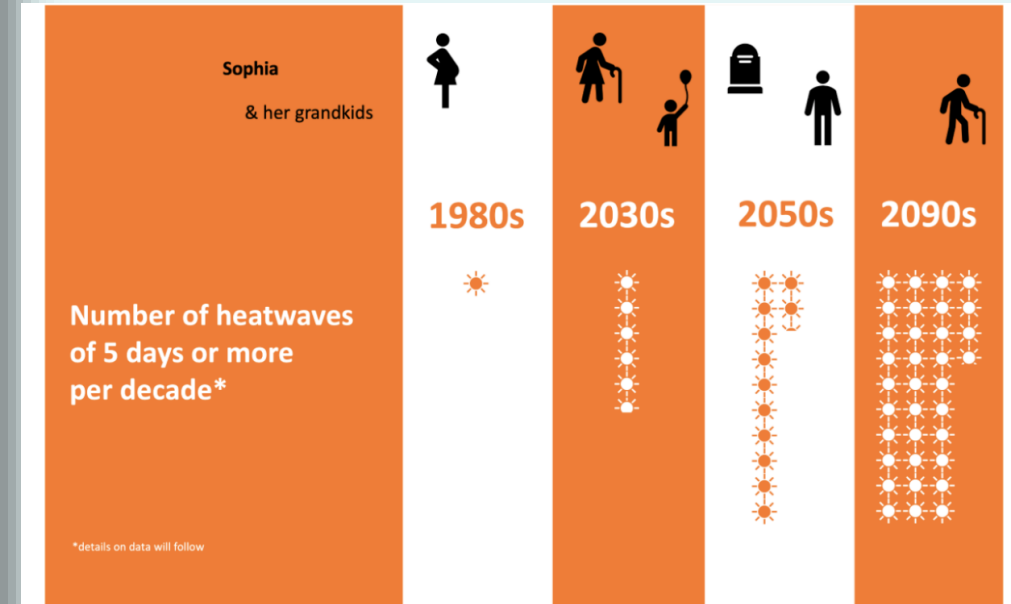 Sophia
& her grandkids
1980s
2030s
2050s
2090s
Number of heatwaves
of 5 days or more
per decade*
*details on data will follow